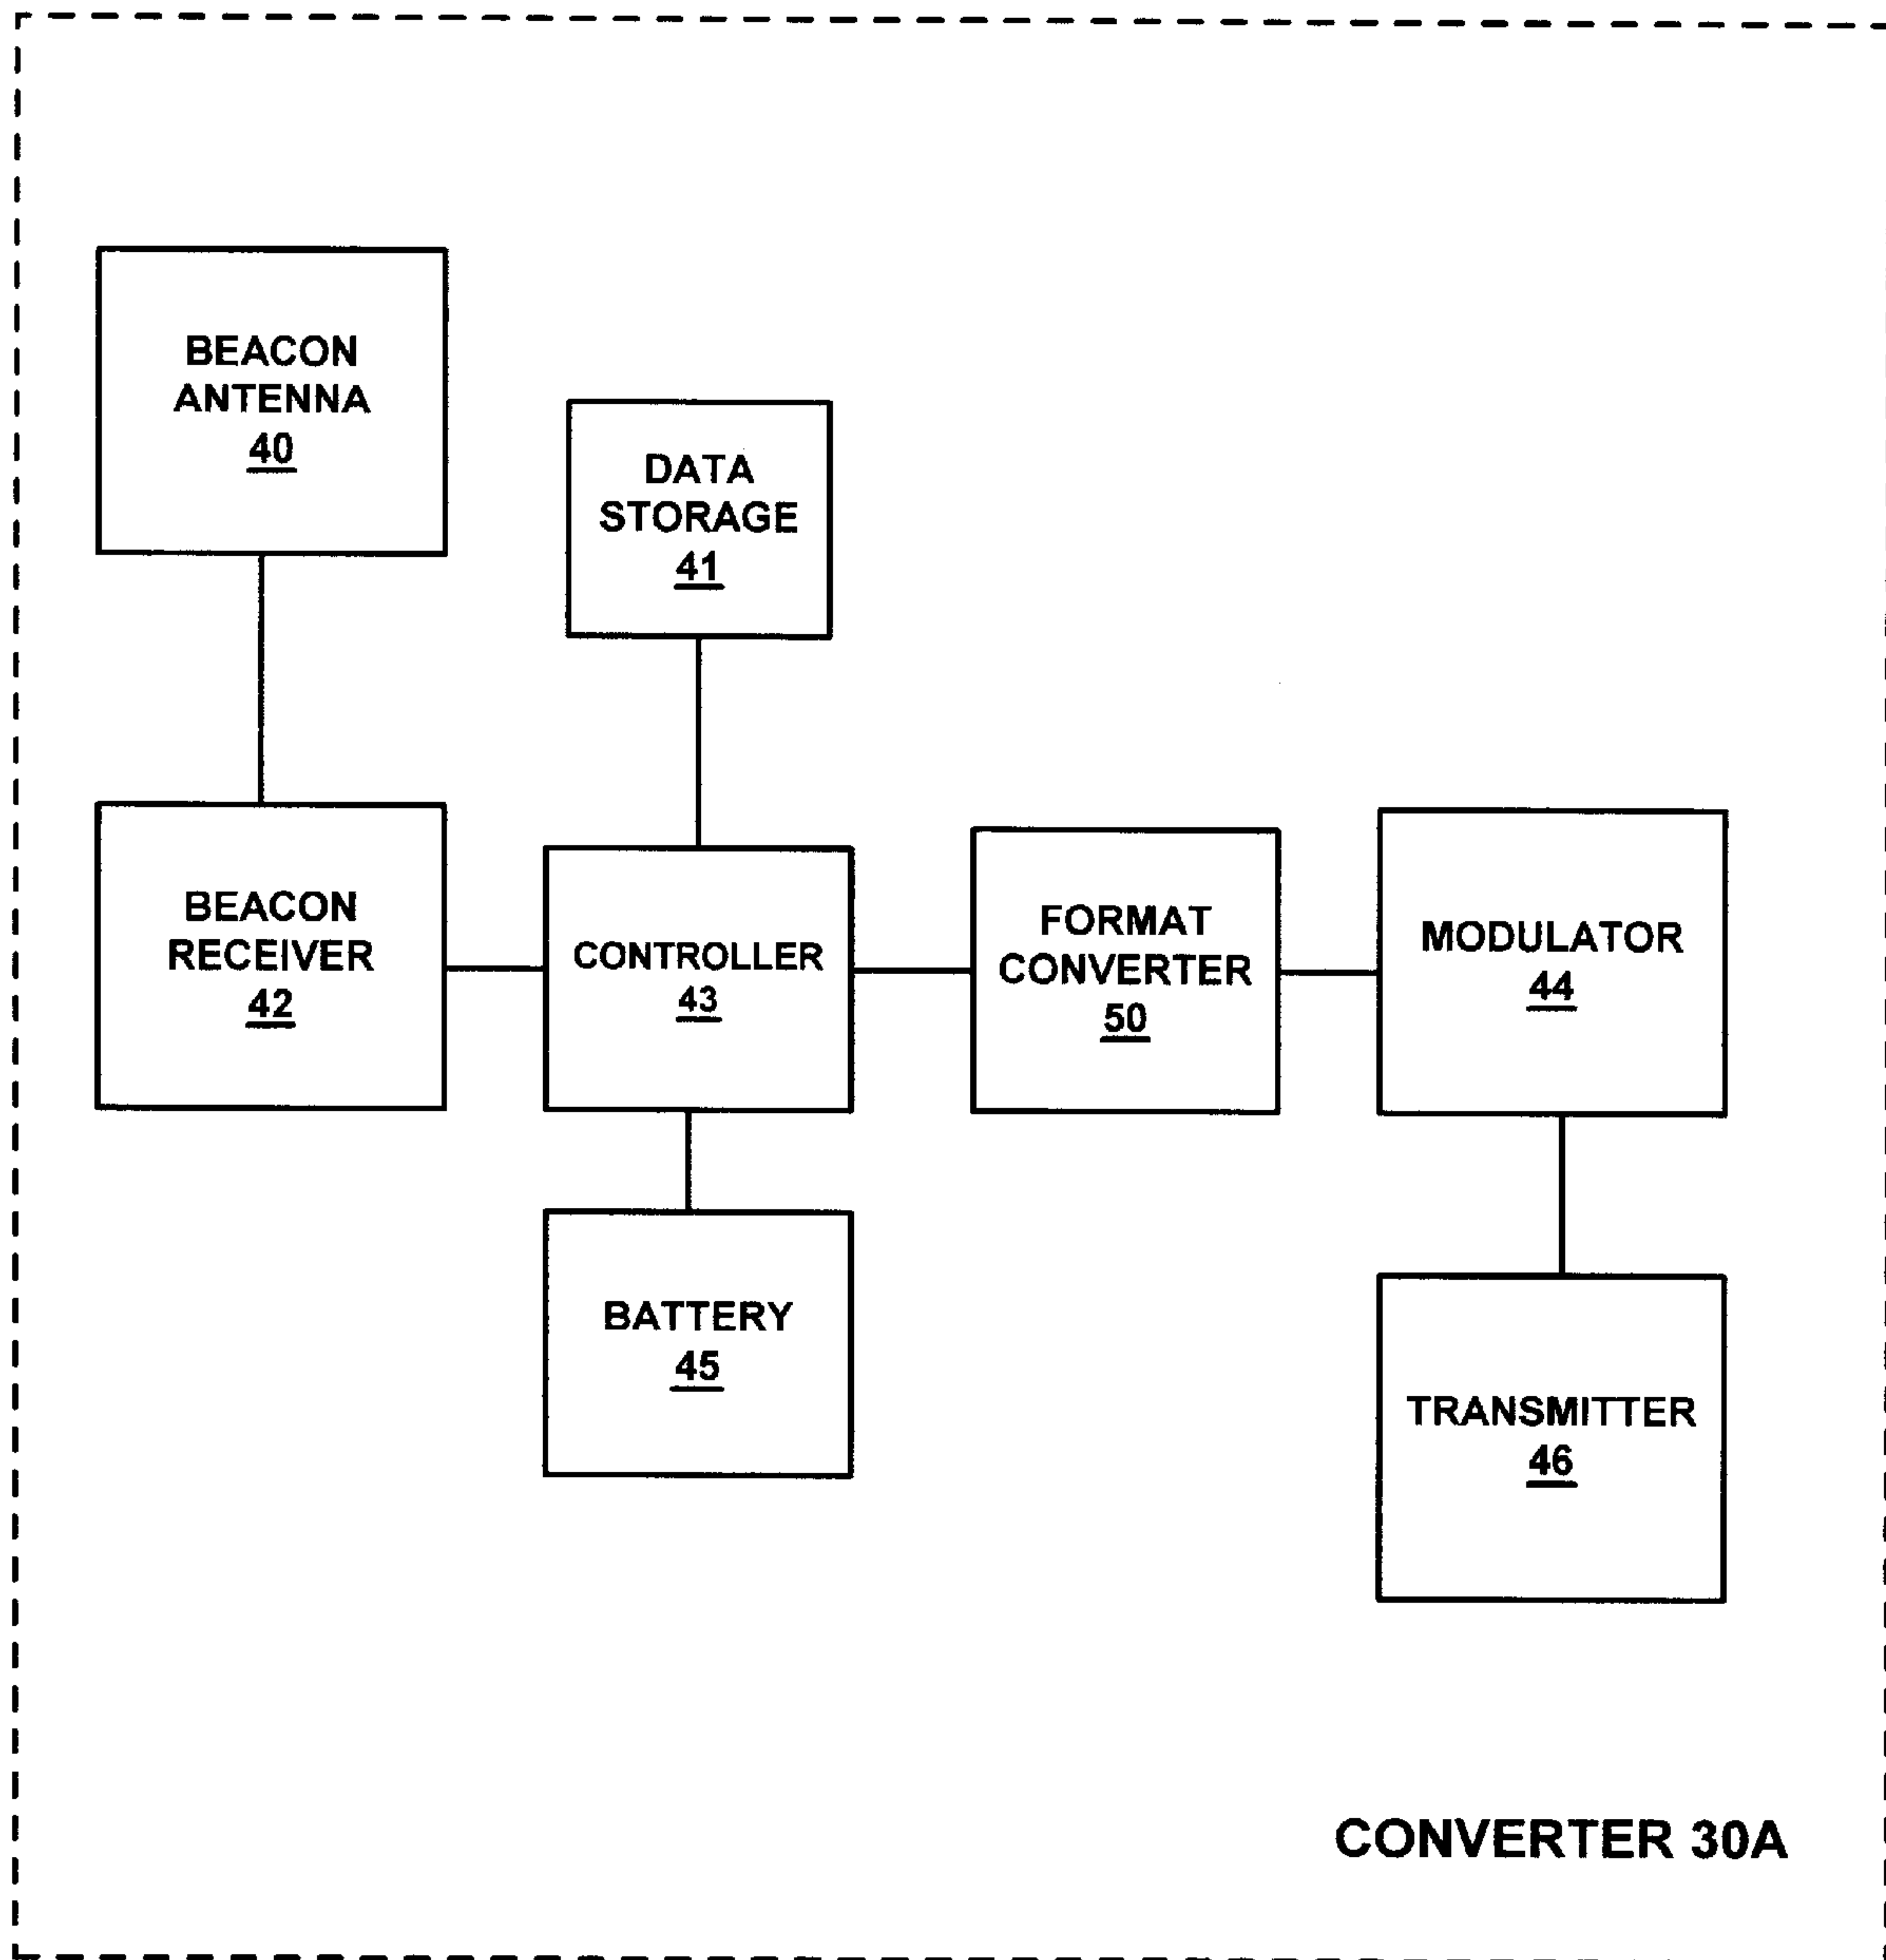 BEACON
ANTENNA
40
DATA
STORAGE
41
BEACON
RECEIVER
42
CONTROLLER
43
FORMAT
CONVERTER
50
MODULATOR
44
BATTERY
45
TRANSMITTER
46
CONVERTER 30A